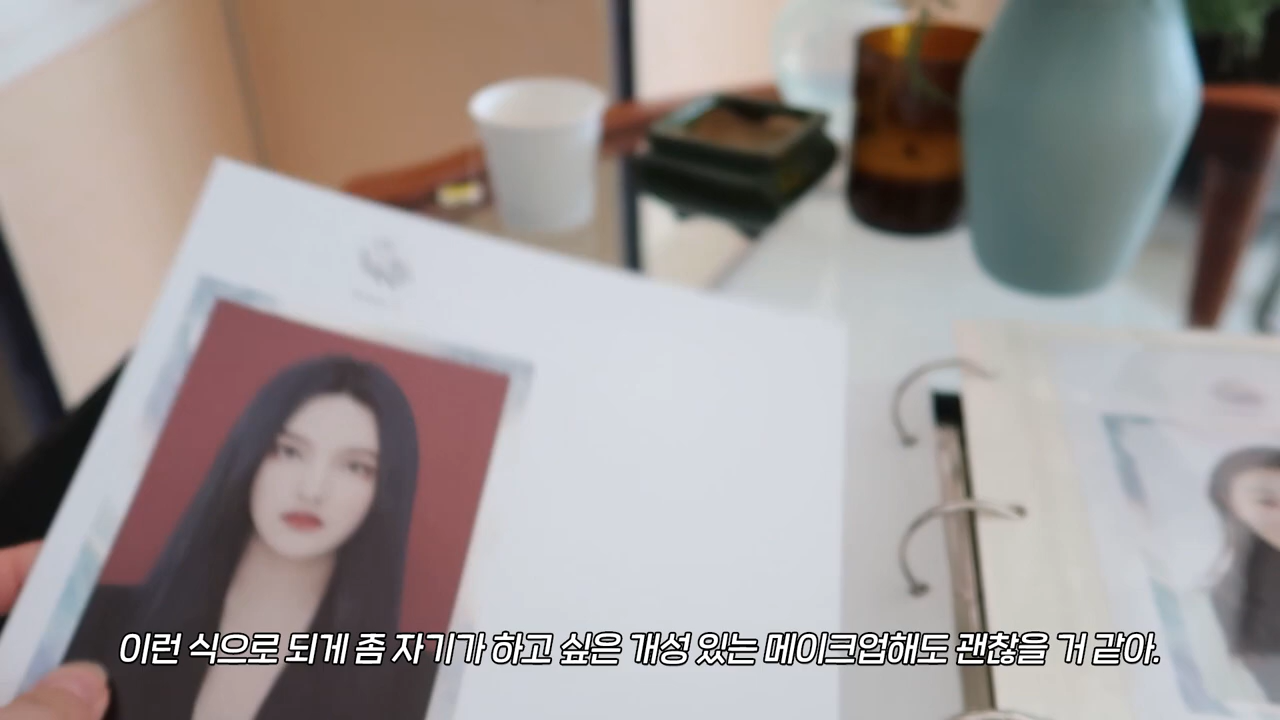 이런 식으로 되게 좀 자기가 하고 싶은 개성 있는 메이크업해도 괜찮을 거 같아.